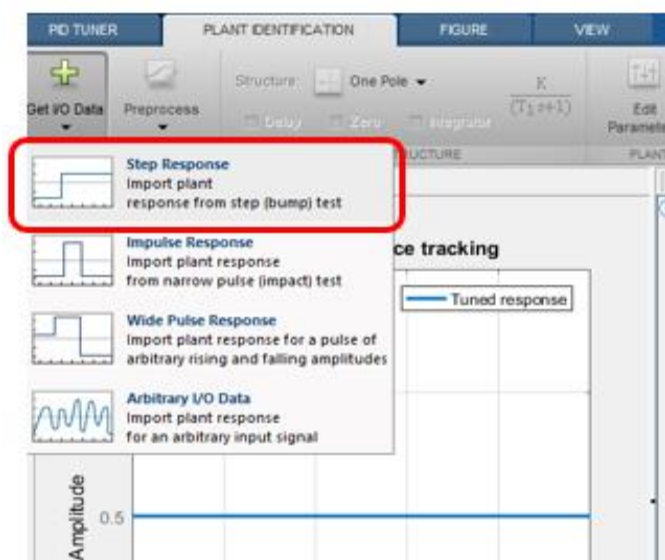 PID TUNER
PLANT IDENTIFICATION
FIGURE
VIEW
Get I/O Data
Preprocess
Structure:
One Pole
Delay
Zero
Integrator
K
(T1s+1)
Edit
Paramete
UCTURE
PLANT
Step Response
Import plant
response from step (bump) test
Impulse Response
Import plant response
from narrow pulse (impact) test
Wide Pulse Response
Import plant response for a pulse of
arbitrary rising and falling amplitudes
Arbitrary I/O Data
Import plant response
for an arbitrary input signal
ce tracking
Tuned response
Amplitude
0.5